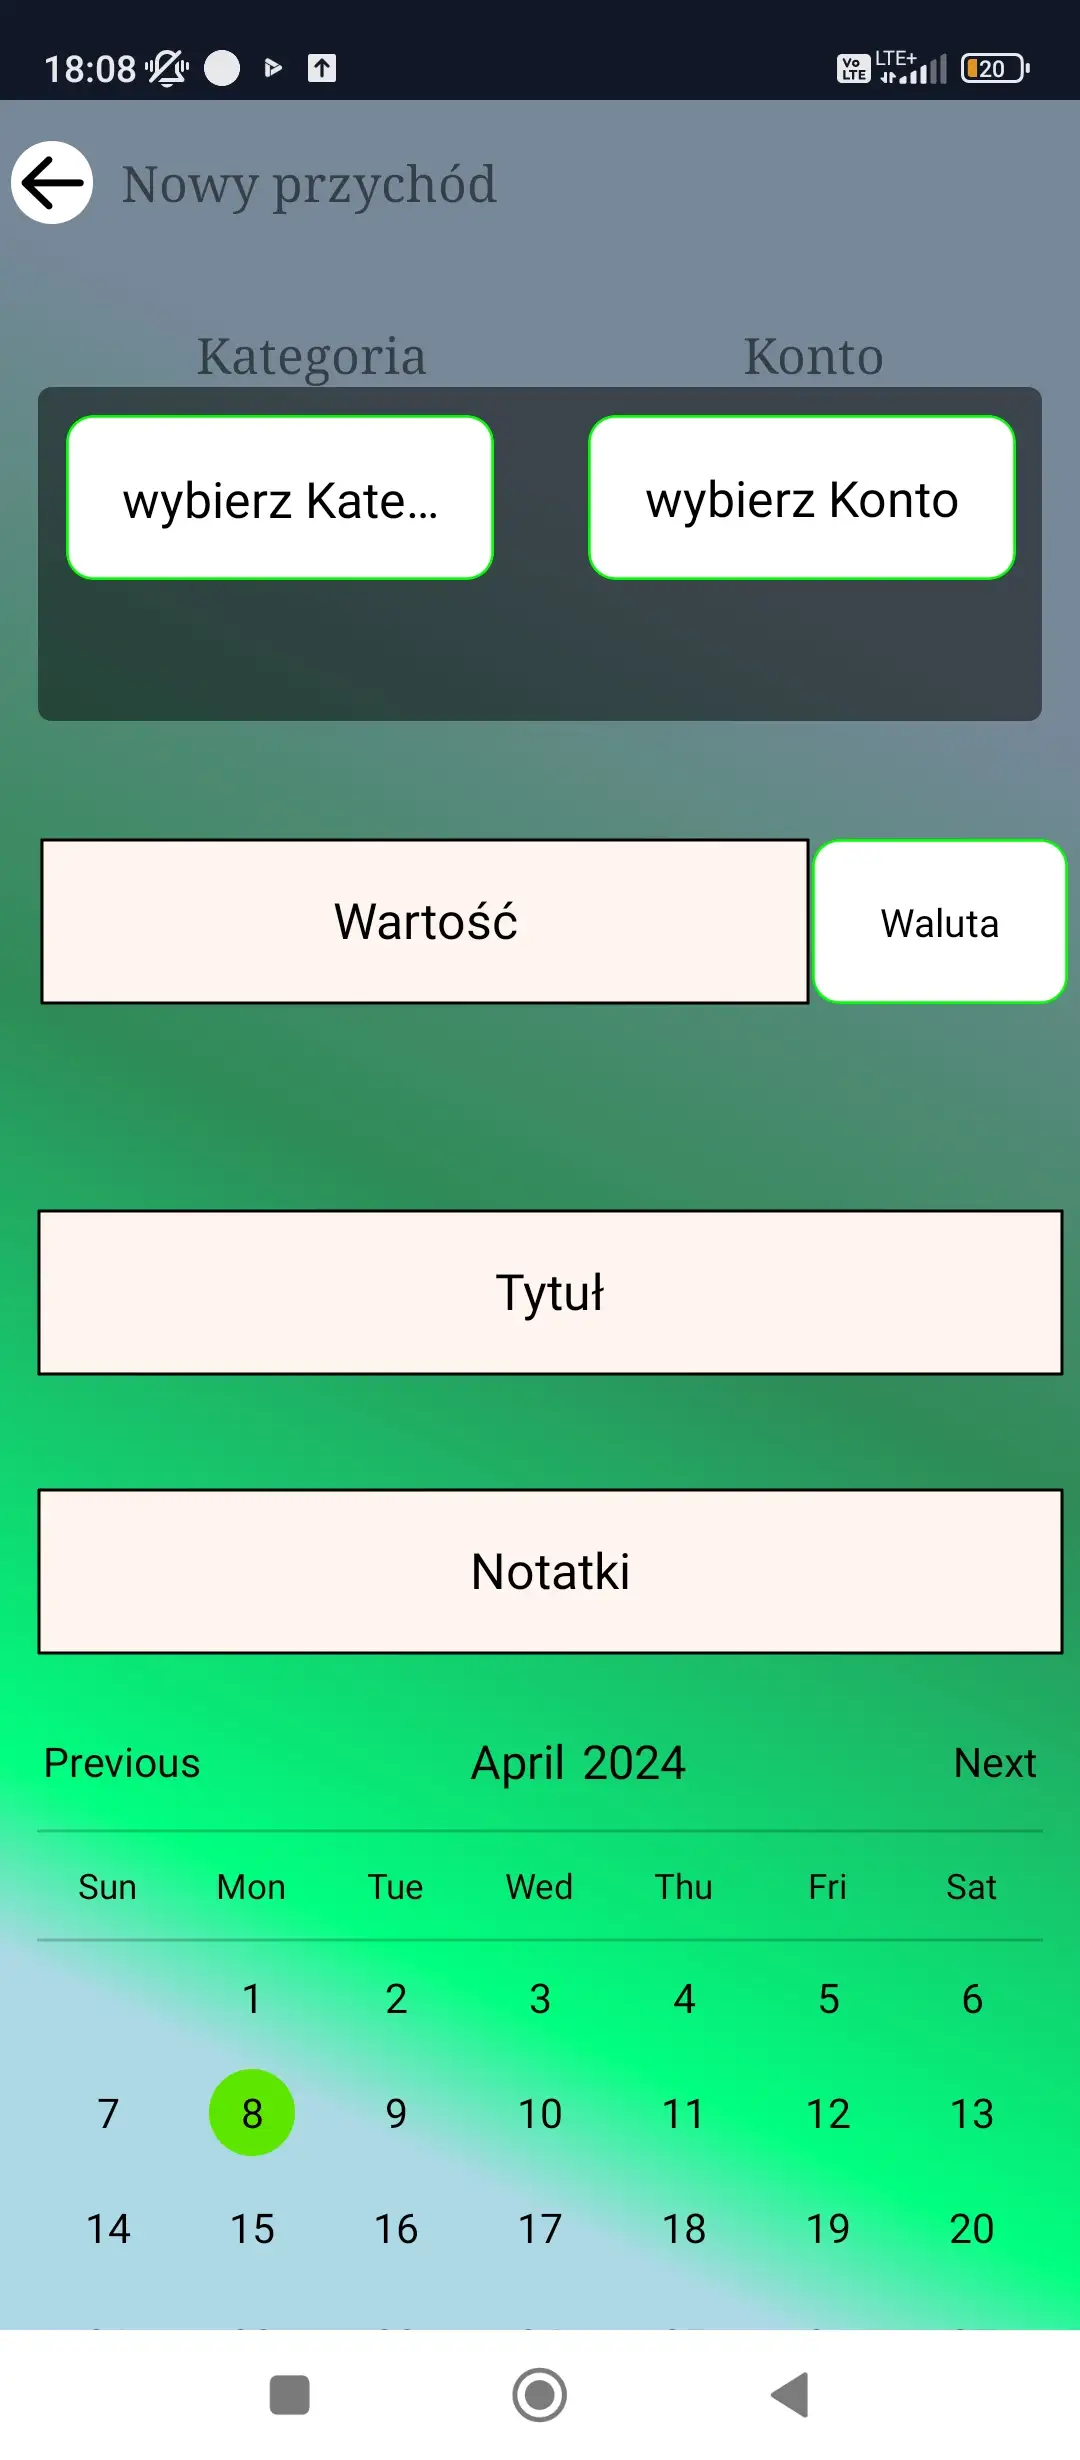 18:08 Vo LTE LTE+ 20
Nowy przychód
Kategoria Konto
wybierz Kate... wybierz Konto
Wartość Waluta
Tytuł
Notatki
Previous April 2024 Next
Sun Mon Tue Wed Thu Fri Sat
1 2 3 4 5 6
7 8 9 10 11 12 13
14 15 16 17 18 19 20